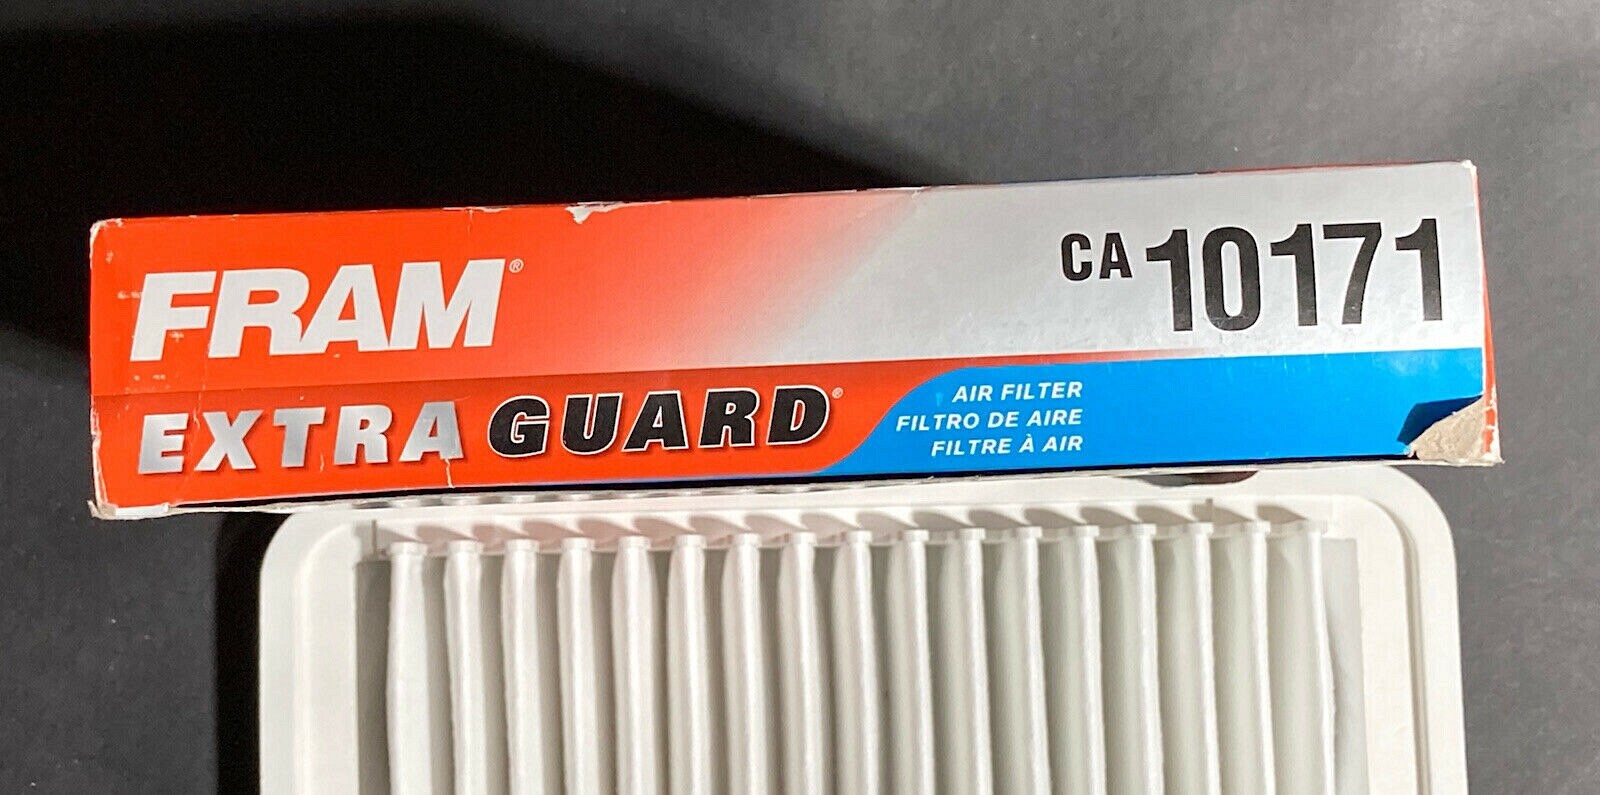 FRAM®
CA 10171
EXTRA GUARD®
AIR FILTER
FILTRO DE AIRE
FILTRE À AIR